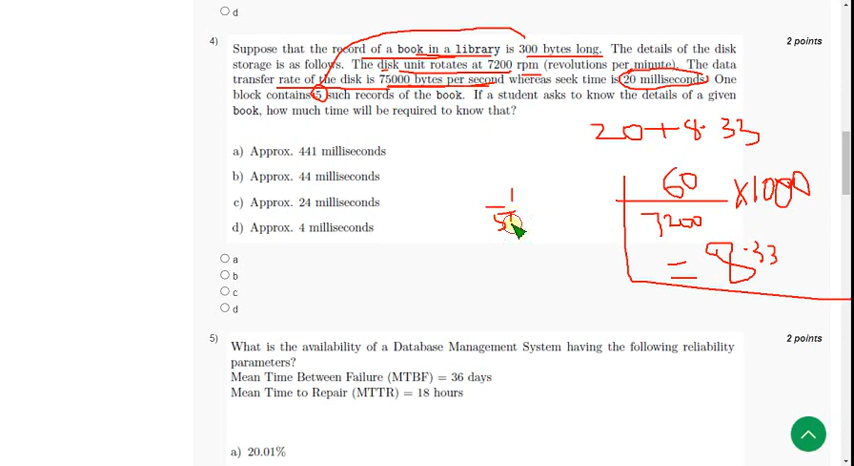 d
4) Suppose that the record of a book in a library is 300 bytes long. The details of the disk 2 points
storage is as follows. The disk unit rotates at 7200 rpm (revolutions per minute). The data
transfer rate of the disk is 75000 bytes per second whereas seek time is 20 milliseconds. One
block contains 5 such records of the book. If a student asks to know the details of a given
book, how much time will be required to know that?
20+8.33
a) Approx. 441 milliseconds
b) Approx. 44 milliseconds
c) Approx. 24 milliseconds
d) Approx. 4 milliseconds
60
7200
×1000
= 8.33
1
a
b
c
d
5) What is the availability of a Database Management System having the following reliability 2 points
parameters?
Mean Time Between Failure (MTBF) = 36 days
Mean Time to Repair (MTTR) = 18 hours
a) 20.01%